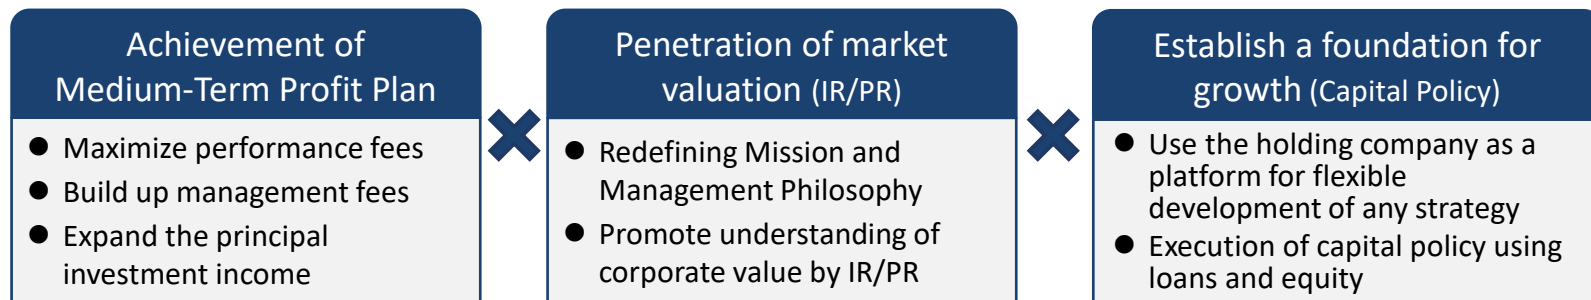 Achievement of
Medium-Term Profit Plan
● Maximize performance fees
● Build up management fees
● Expand the principal
investment income
Penetration of market
valuation (IR/PR)
● Redefining Mission and
Management Philosophy
● Promote understanding of
corporate value by IR/PR
Establish a foundation for
growth (Capital Policy)
● Use the holding company as a
platform for flexible
development of any strategy
● Execution of capital policy using
loans and equity